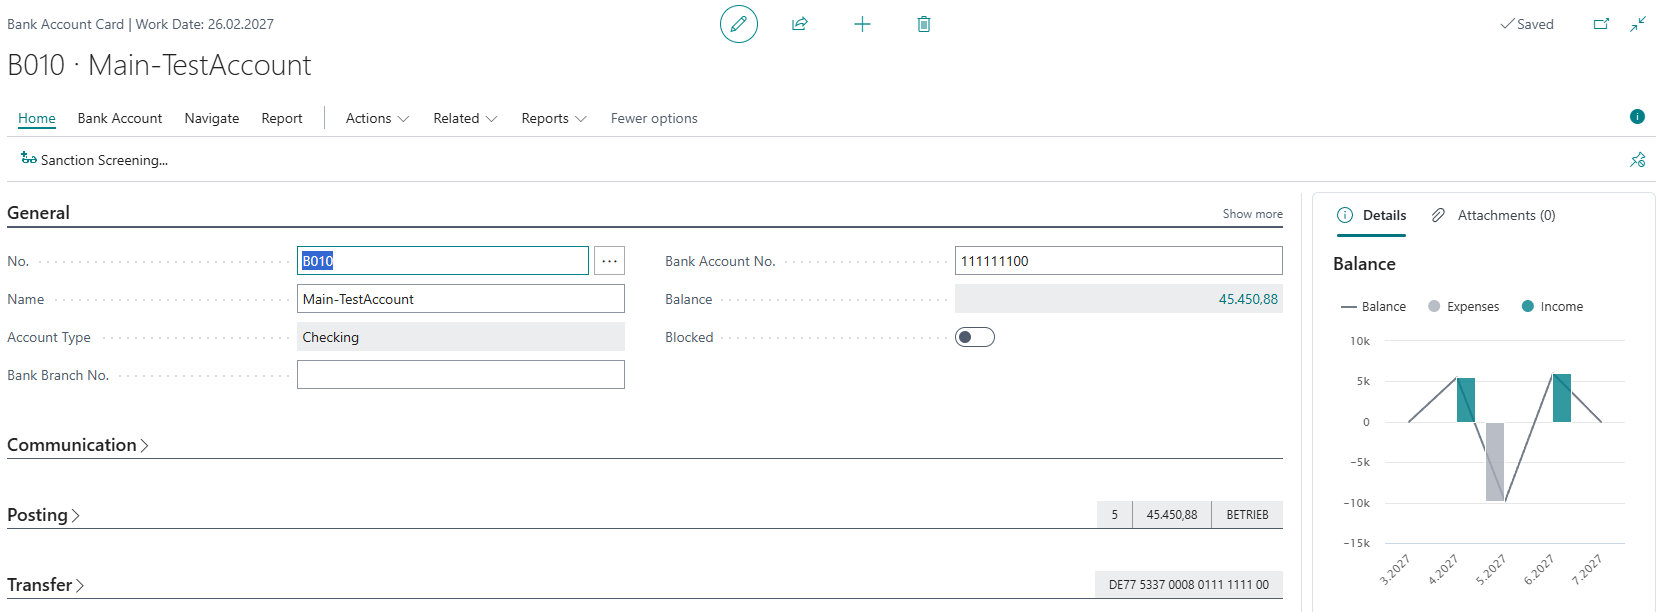 Bank Account Card | Work Date: 26.02.2027
Saved
B010 · Main-TestAccount
Home Bank Account Navigate Report Actions Related Reports Fewer options
Sanction Screening...
General Show more
No. B010 ...
Name Main-TestAccount
Account Type Checking
Bank Branch No.
Bank Account No. 111111100
Balance 45.450,88
Blocked
Communication
Posting 5 45.450,88 BETRIEB
Transfer DE77 5337 0008 0111 1111 00
Details Attachments (0)
Balance
Balance Expenses Income
10k
5k
0
-5k
-10k
-15k
3.2027 4.2027 5.2027 6.2027 7.2027